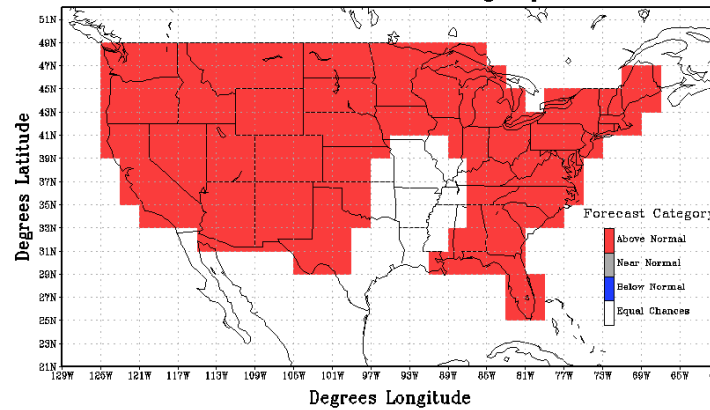 51N
49N
47N
45N
43N
41N
39N
37N
35N
33N
31N
29N
27N
25N
23N
21N
Degrees Latitude
Forecast Category
Above Normal
Near Normal
Below Normal
Equal Chances
129W 125W 121W 117W 113W 109W 105W 101W 97W 93W 89W 85W 81W 77W 73W 69W
Degrees Longitude